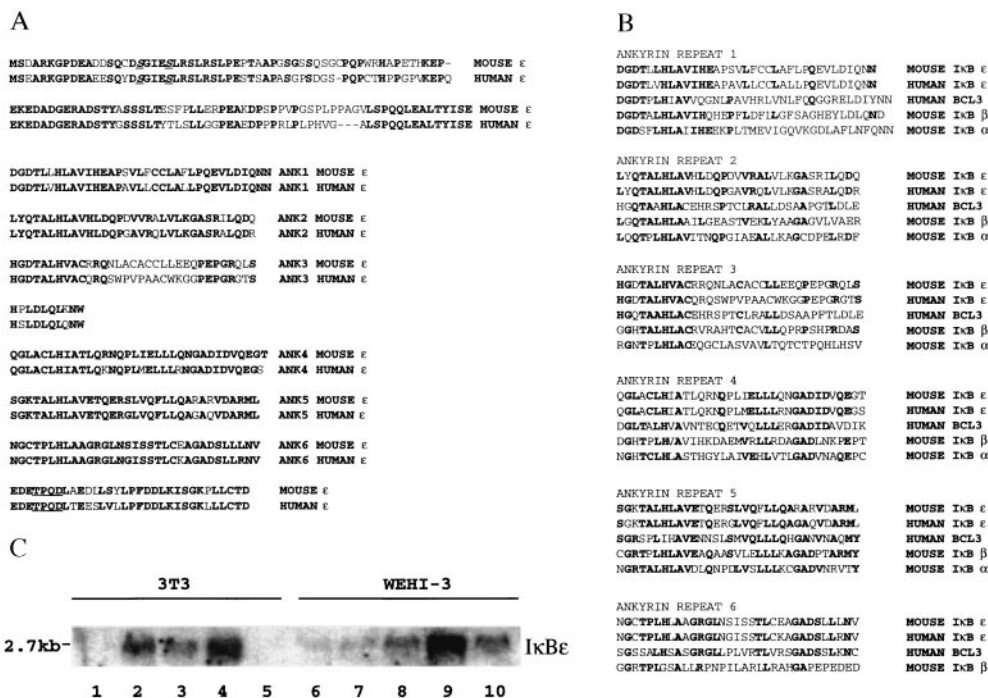 A
MSDARKGPDEADDSQCDSGIESLRSLRSLPEPTAAPGSGSSQSGCPQPWRHAPETHKEP- MOUSE ε
MSEARKGPDEAEESQYDSGIESLRSLRSLPESTSAPASGPSDGS-PQPCTHPPGPVKEPQ HUMAN ε
EKEDADGERADSTYASSSLTESFPLLERPEAKDPSPPVPGSPLPPAGVLSPQQLEALTYISE MOUSE ε
EKEDADGERADSTYGSSSLTYTLSLLGGPEAEDPPPRLPLPHVG---ALSPQQLEALTYISE HUMAN ε
DGDTLLHLAVIHEAPSVLFCCLAFLPQEVLDIQNN ANK1 MOUSE ε
DGDTLVHLAVIHEAPAVLLCCLALLPQEVLDIQNN ANK1 HUMAN ε
LYQTALHLAVHLDQPDVVRALVLKGASRILQDQ ANK2 MOUSE ε
LYQTALHLAVHLDQPGAVRQLVLKGASRALQDR ANK2 HUMAN ε
HGDTALHVACRRQNLACACCLLEEQPEPGRQLS ANK3 MOUSE ε
HGDTALHVACQRQSWPVPAACWKGGPEPGRGTS ANK3 HUMAN ε
HPLDLQLKNW
HSLDLQLQNW
QGLACLHIATLQRNQPLIELLLQNGADIDVQEGT ANK4 MOUSE ε
QGLACLHIATLQKNQPLMELLLRNGADIDVQEGS ANK4 HUMAN ε
SGKTALHLAVETQERSLVQFLLQARARVDARML ANK5 MOUSE ε
SGKTALHLAVETQERGLVQFLLQAGAQVDARML ANK5 HUMAN ε
NGCTPLHLAAGRGLNSISSTLCEAGADSLLLNV ANK6 MOUSE ε
NGCTPLHLAAGRGLNGISSTLCKAGADSLLRNV ANK6 HUMAN ε
EDETPQDLAEDLLSYLPFDDLKISGKPLLCTD MOUSE ε
EDETPQDLTEESLVLLPFDDLKISGKLLLCTD HUMAN ε
B
ANKYRIN REPEAT 1
DGDTLLHLAVIHEAPSVLFCCLAFLPQEVLDIQNN MOUSE IκB ε
DGDTLVHLAVIHEAPAVLLCCLALLPQEVLDIQNN HUMAN IκB ε
DGDTPLHIAVVQGNLPAVHRLVNLFQQGGRELDIYNN HUMAN BCL3
DGDTALHLAVIHQHEPFLDFLLGFSAGHEYLDLQND MOUSE IκB β
DGDSFLHLAIIHEEKPLTMEVIGQVKGDLAFLNFQNN MOUSE IκB α
ANKYRIN REPEAT 2
LYQTALHLAVHLDQPDVVRALVLKGASRILQDQ MOUSE IκB ε
LYQTALHLAVHLDQPGAVRQLVLKGASRALQDR HUMAN IκB ε
HGQTAAHLACEHRSPTCLRALLDSAAPGTLDLE HUMAN BCL3
LGQTALHLAAILGEASTVEKLYAAGAGVLVAER MOUSE IκB β
LQQTPLHLAVITNQPGIAEALLKAGCDPELRDF MOUSE IκB α
ANKYRIN REPEAT 3
HGDTALHVACRRQNLACACCLLEEQPEPGRQLS MOUSE IκB ε
HGDTALHVACQRQSWPVPAACWKGGPEPGRGTS HUMAN IκB ε
HGQTAAHLACEHRSPTCLRALLDSAAPFTLDLE HUMAN BCL3
GGHTALHLACRVRAHTCACVLLQPRPSHPRDAS MOUSE IκB β
RGNTPLHLACEQGCLASVAVLTQTCTPQHLHSV MOUSE IκB α
ANKYRIN REPEAT 4
QGLACLHIATLQRNQPLIELLLQNGADIDVQEGT MOUSE IκB ε
QGLACLHIATLQKNQPLMELLLRNGADIDVQEGS HUMAN IκB ε
DGLTALHVAVNTECQETVQLLLERGADIDAVDIK HUMAN BCL3
DGHTPLHVAVIHKDAEMVRLLRDAGADLNKPEPT MOUSE IκB β
NGHTCLHLASTHGYLAIVEHLVTLGADVNAQEPC MOUSE IκB α
ANKYRIN REPEAT 5
SGKTALHLAVETQERSLVQFLLQARARVDARML MOUSE IκB ε
SGKTALHLAVETQERGLVQFLLQAGAQVDARML HUMAN IκB ε
SGRSPLIHAVENNSLSMVQLLLQHGANVNAQMY HUMAN BCL3
CGRTPLHLAVEAQAASVLELLLKAGADPTARMY MOUSE IκB β
NGRTALHLAVDLQNPDLVSLLLKCGADVNRVTY MOUSE IκB α
ANKYRIN REPEAT 6
NGCTPLHLAAGRGLNSISSTLCEAGADSLLLNV MOUSE IκB ε
NGCTPLHLAAGRGLNGISSTLCKAGADSLLRNV HUMAN IκB ε
GSSALHSASGRGLLPLVRTLVRSGADSSLKNC HUMAN BCL3
GGRTPLGSALLRPNPILARLLRAHGAPEPEDED MOUSE IκB β
C
3T3 WEHI-3
2.7kb- IκBε
1 2 3 4 5 6 7 8 9 10